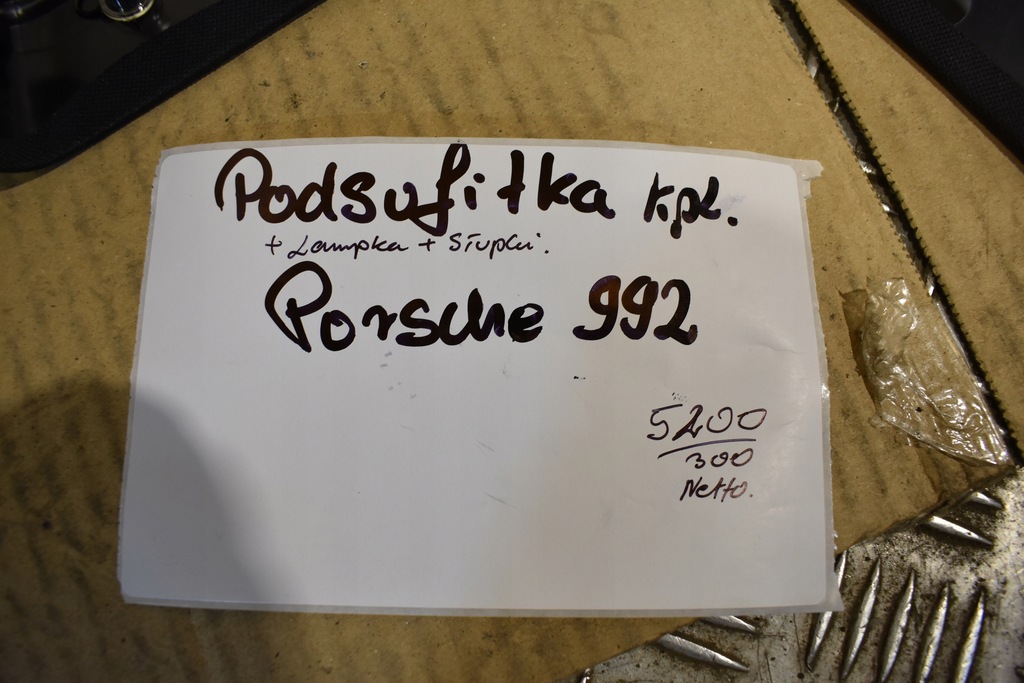 Podsufitka kpl.
+ Lampka + Słupki.
Porsche 992
5200
300
Netto.